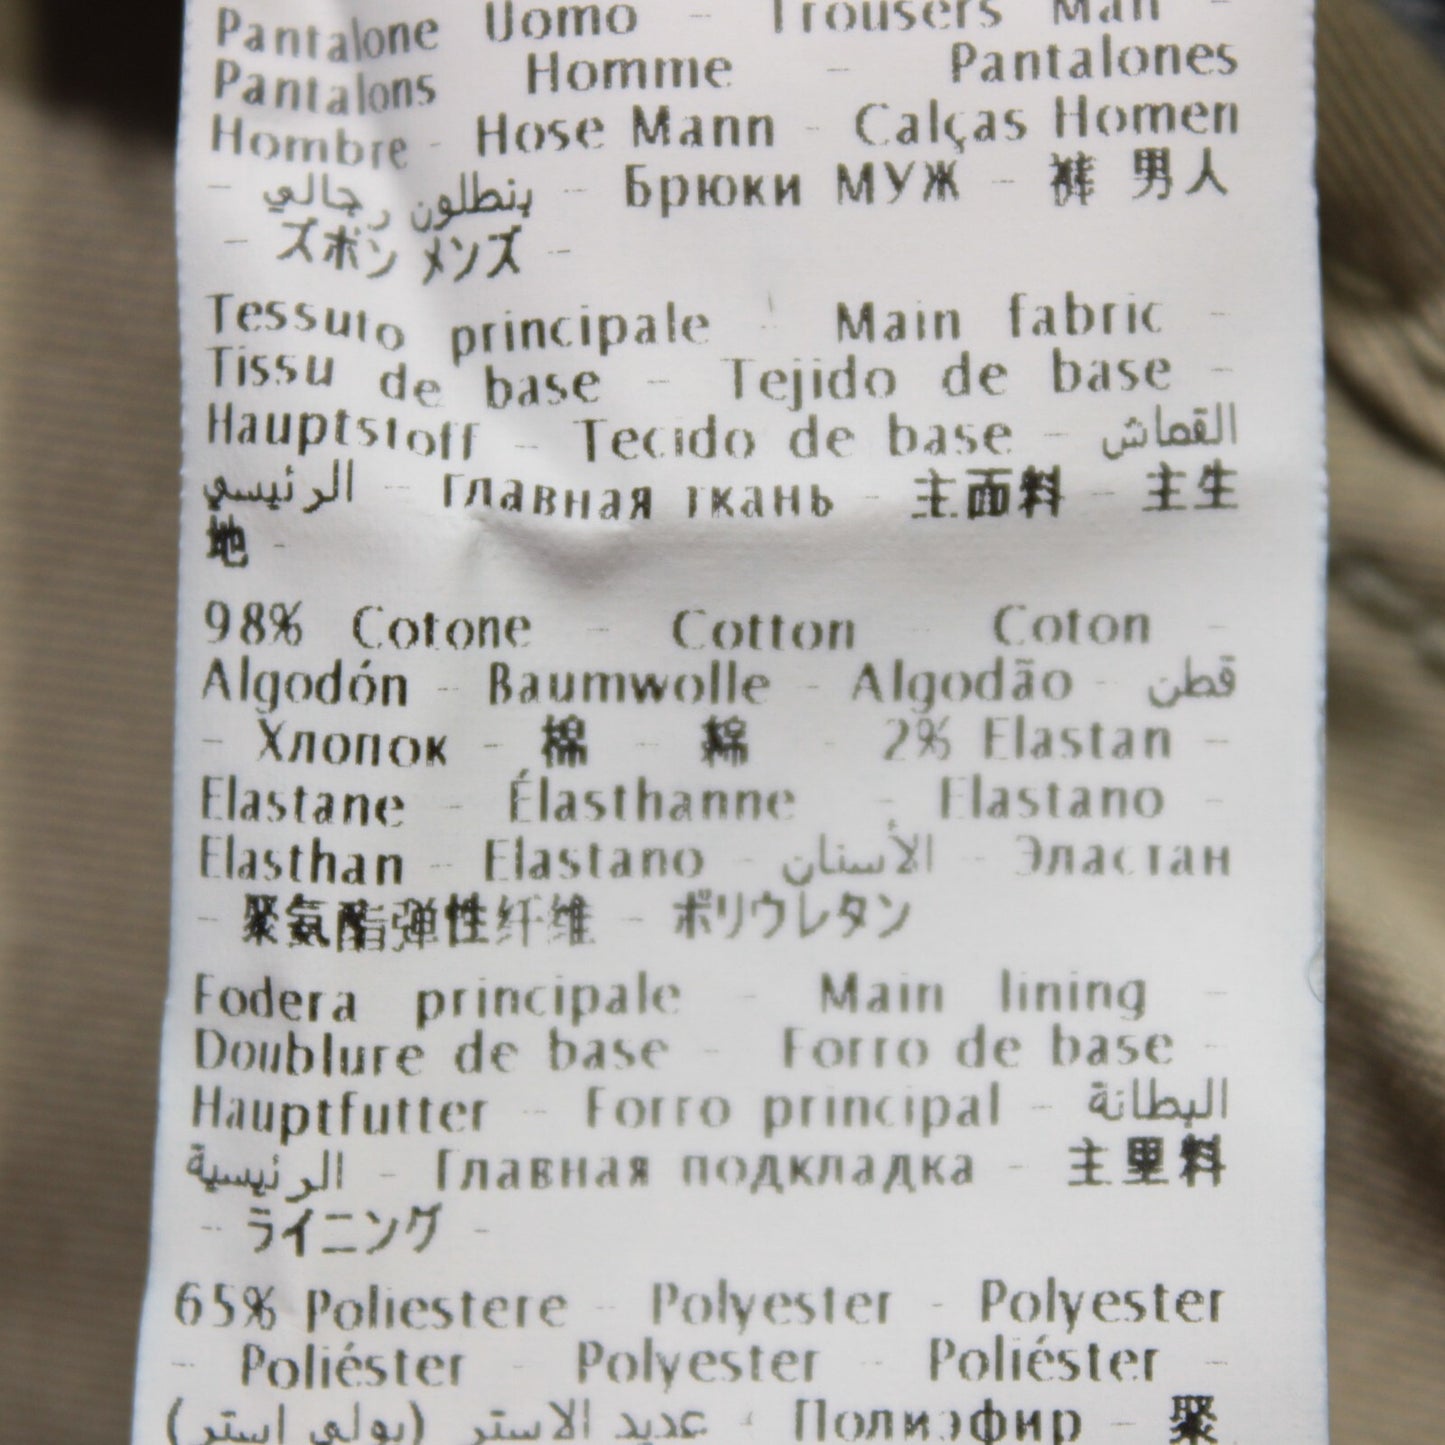 Pantalone Uomo - Trousers Man -
Pantalons Homme - Pantalones
Hombre - Hose Mann - Calças Homen
- بنطلون رجالي - Брюки МУЖ - 裤 男人
- ズボン メンズ -
Tessuto principale - Main fabric -
Tissu de base - Tejido de base -
Hauptstoff - Tecido de base - القماش
الرئيسي - Главная ткань - 主面料 - 主生
地 -
98% Cotone - Cotton - Coton -
Algodón - Baumwolle - Algodão - قطن
- Хлопок - 棉 - 綿 - 2% Elastan -
Elastane - Élasthanne - Elastano -
Elasthan - Elastano - الأستان - Эластан
- 聚氨酯弹性纤维 - ポリウレタン
Fodera principale - Main lining -
Doublure de base - Forro de base -
Hauptfutter - Forro principal - البطانة
الرئيسية - Главная подкладка - 主里料
- ライニング -
65% Poliestere - Polyester - Polyester
- Poliéster - Polyester - Poliéster -
عديد الاستر (بولي استر) - Полиэфир - 聚